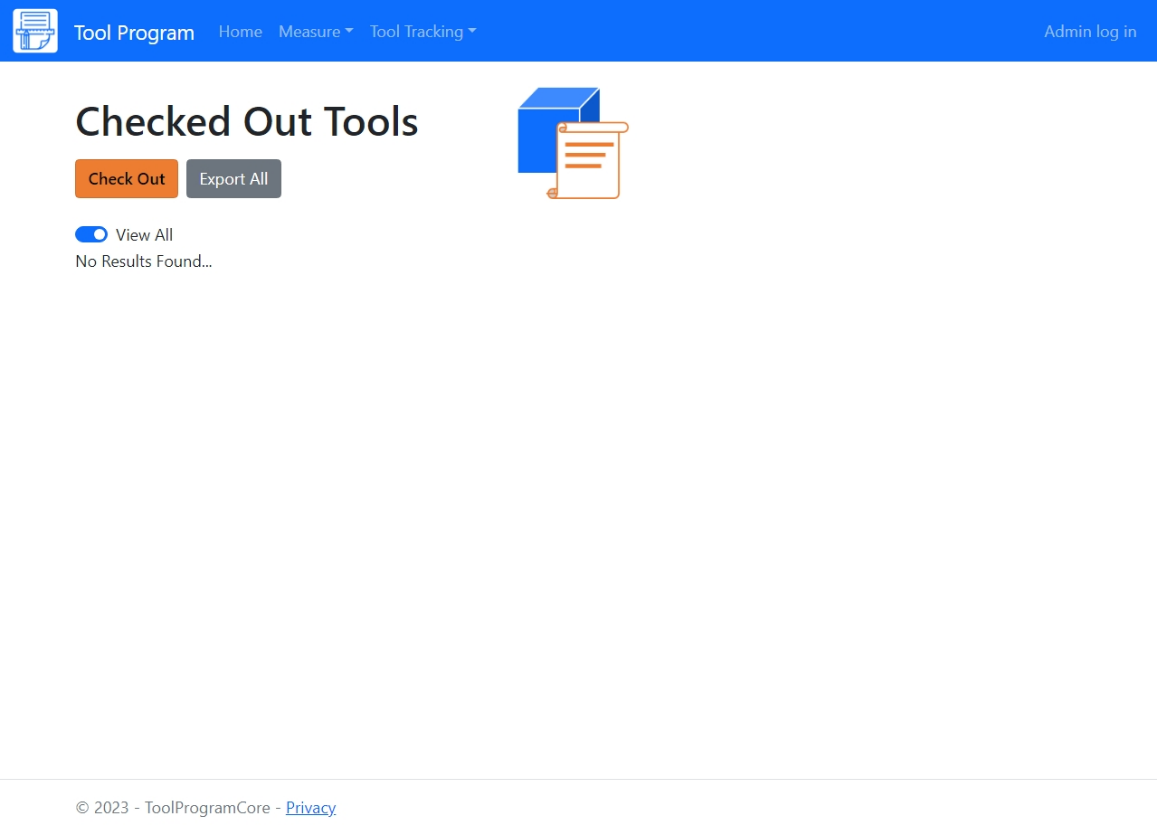 Tool Program Home Measure Tool Tracking Admin log in
Checked Out Tools
Check Out Export All
View All
No Results Found...
© 2023 - ToolProgramCore - Privacy